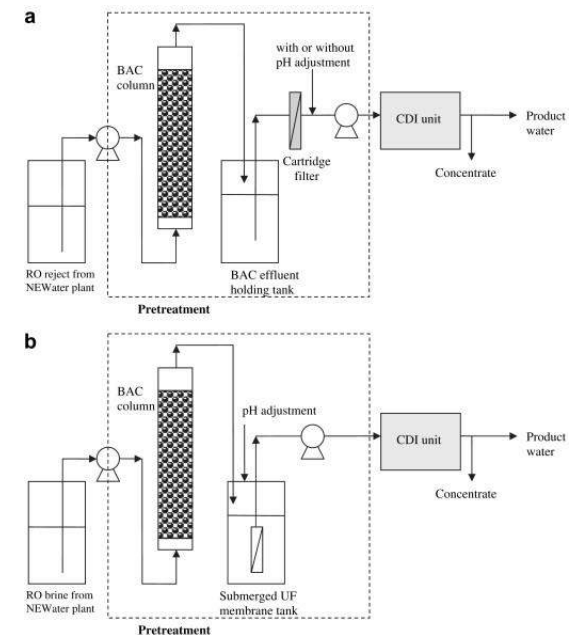 a
with or without
pH adjustment
BAC
column
CDI unit
Product
water
Cartridge
filter
Concentrate
RO reject from
NEWater plant
BAC effluent
holding tank
Pretreatment
b
BAC
column
pH adjustment
CDI unit
Product
water
Concentrate
RO brine from
NEWater plant
Submerged UF
membrane tank
Pretreatment